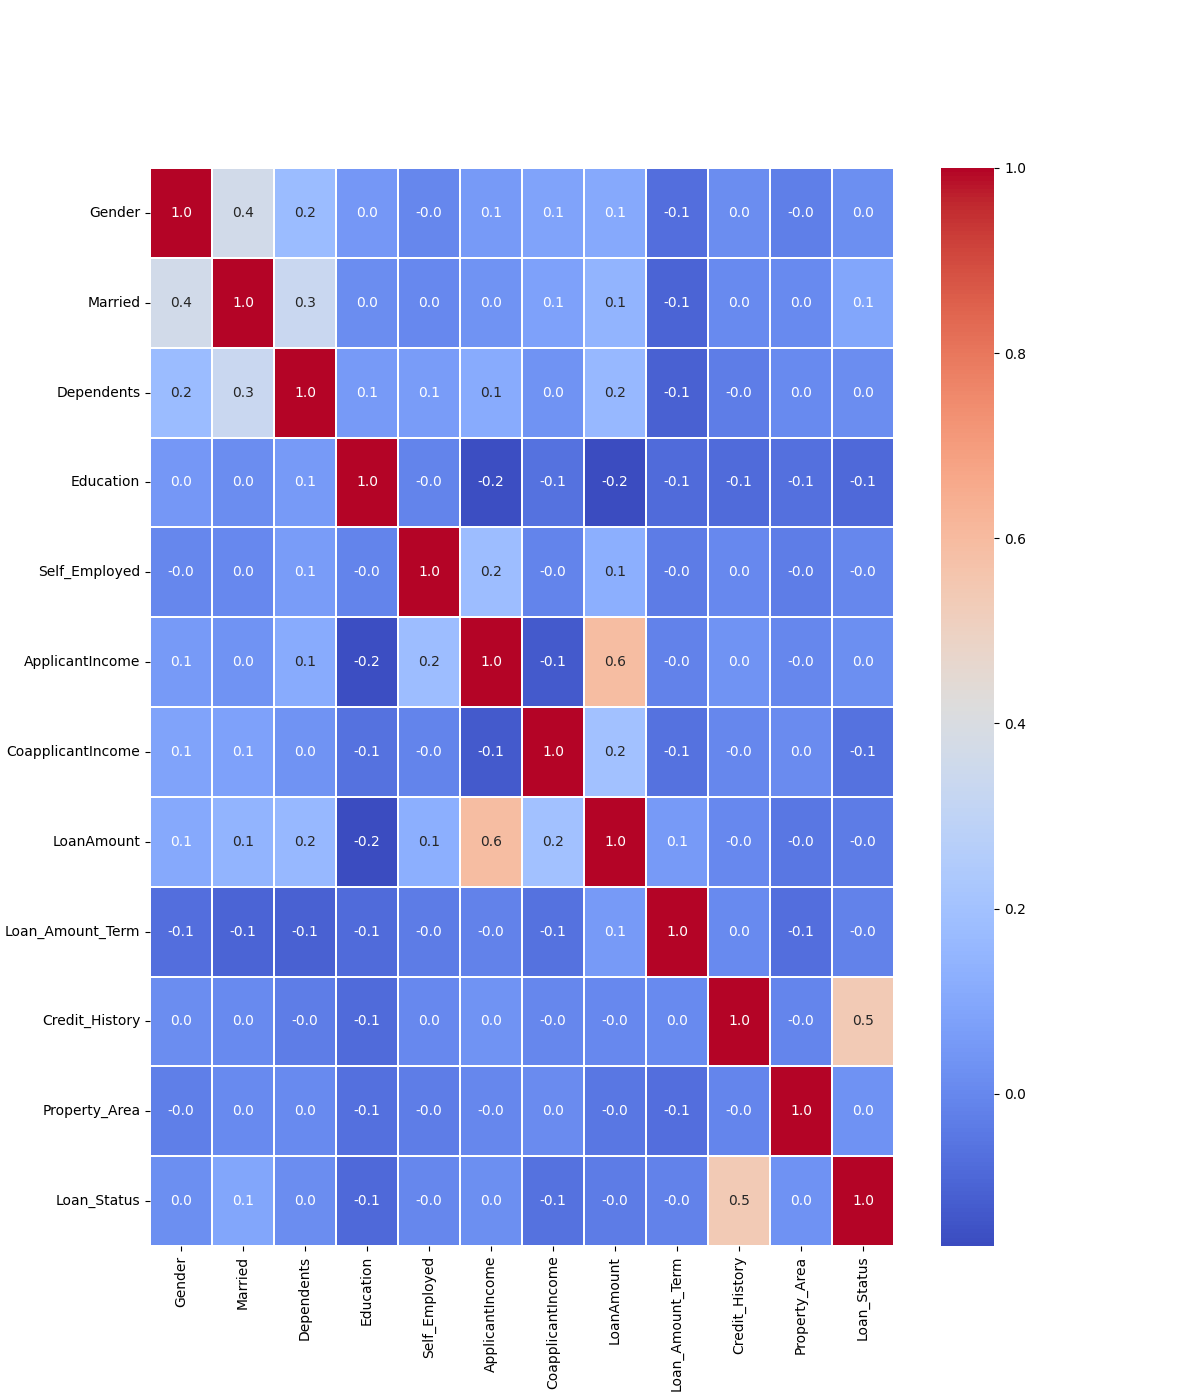 1.0
Gender 1.0 0.4 0.2 0.0 -0.0 0.1 0.1 0.1 -0.1 0.0 -0.0 0.0
Married 0.4 1.0 0.3 0.0 0.0 0.0 0.1 0.1 -0.1 0.0 0.0 0.1
0.8
Dependents 0.2 0.3 1.0 0.1 0.1 0.1 0.0 0.2 -0.1 -0.0 0.0 0.0
Education 0.0 0.0 0.1 1.0 -0.0 -0.2 -0.1 -0.2 -0.1 -0.1 -0.1 -0.1
0.6
Self_Employed -0.0 0.0 0.1 -0.0 1.0 0.2 -0.0 0.1 -0.0 0.0 -0.0 -0.0
ApplicantIncome 0.1 0.0 0.1 -0.2 0.2 1.0 -0.1 0.6 -0.0 0.0 -0.0 0.0
0.4
CoapplicantIncome 0.1 0.1 0.0 -0.1 -0.0 -0.1 1.0 0.2 -0.1 -0.0 0.0 -0.1
LoanAmount 0.1 0.1 0.2 -0.2 0.1 0.6 0.2 1.0 0.1 -0.0 -0.0 -0.0
0.2
Loan_Amount_Term -0.1 -0.1 -0.1 -0.1 -0.0 -0.0 -0.1 0.1 1.0 0.0 -0.1 -0.0
Credit_History 0.0 0.0 -0.0 -0.1 0.0 0.0 -0.0 -0.0 0.0 1.0 -0.0 0.5
0.0
Property_Area -0.0 0.0 0.0 -0.1 -0.0 -0.0 0.0 -0.0 -0.1 -0.0 1.0 0.0
Loan_Status 0.0 0.1 0.0 -0.1 -0.0 0.0 -0.1 -0.0 -0.0 0.5 0.0 1.0
Gender
Married
Dependents
Education
Self_Employed
ApplicantIncome
CoapplicantIncome
LoanAmount
Loan_Amount_Term
Credit_History
Property_Area
Loan_Status